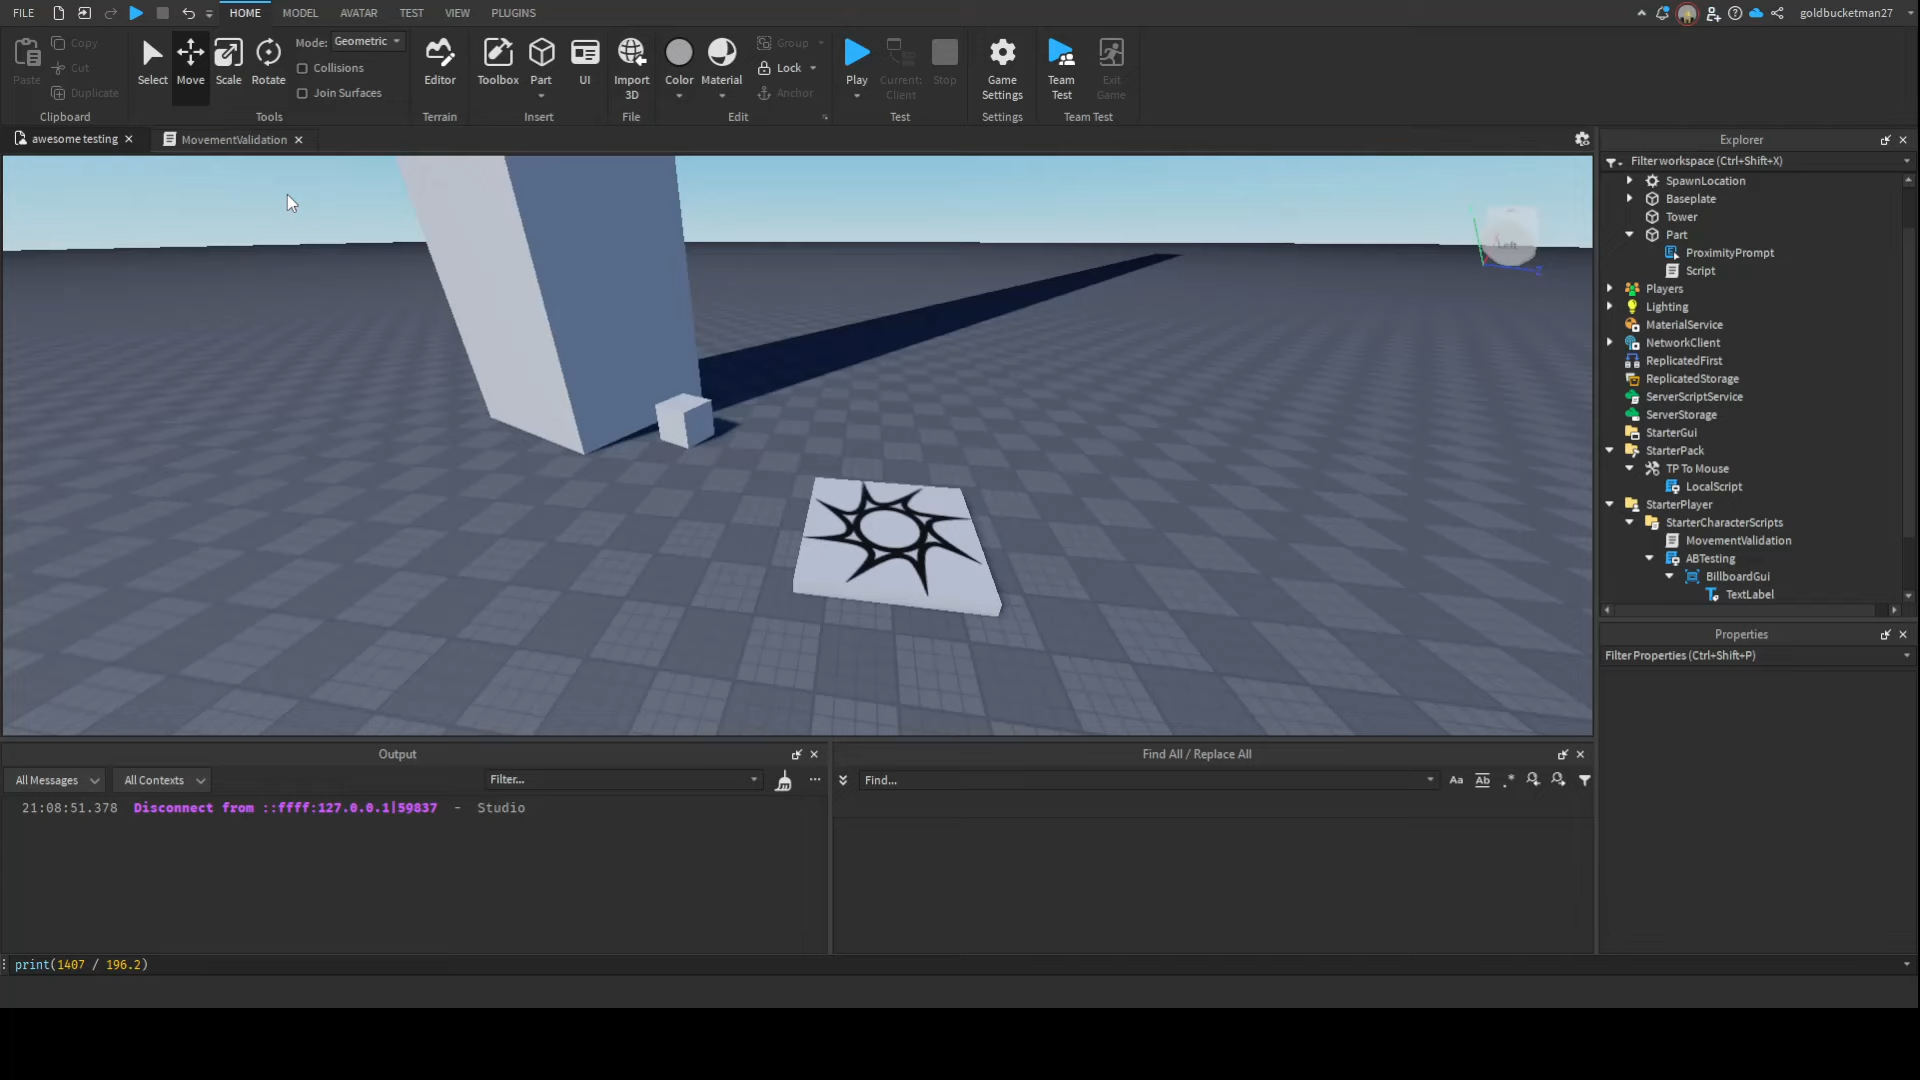 FILE HOME MODEL AVATAR TEST VIEW PLUGINS goldbucketman27
Paste Copy Cut Duplicate Clipboard
Select Move Scale Rotate Mode: Geometric Collisions Join Surfaces Tools
Editor Terrain
Toolbox Part UI Insert
Import 3D File
Color Material Group Lock Anchor Edit
Play Current: Client Stop Test
Game Settings Settings
Team Test Exit Game Team Test
awesome testing MovementValidation
Left
Z
Explorer
Filter workspace (Ctrl+Shift+X)
SpawnLocation
Baseplate
Tower
Part
ProximityPrompt
Script
Players
Lighting
MaterialService
NetworkClient
ReplicatedFirst
ReplicatedStorage
ServerScriptService
ServerStorage
StarterGui
StarterPack
TP To Mouse
LocalScript
StarterPlayer
StarterCharacterScripts
MovementValidation
ABTesting
BillboardGui
TextLabel
Properties
Filter Properties (Ctrl+Shift+P)
Output
All Messages All Contexts Filter...
21:08:51.378 Disconnect from ::ffff:127.0.0.1|59837 - Studio
Find All / Replace All
Find... Aa Ab .*
print(1407 / 196.2)